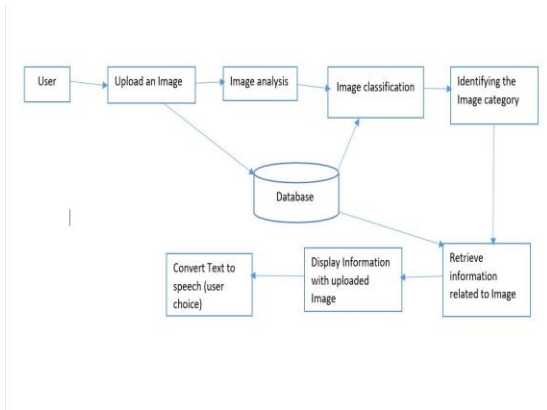 User
Upload an Image
Image analysis
Image classification
Identifying the
Image category
Database
Convert Text to
speech (user
choice)
Display Information
with uploaded
Image
Retrieve
information
related to Image